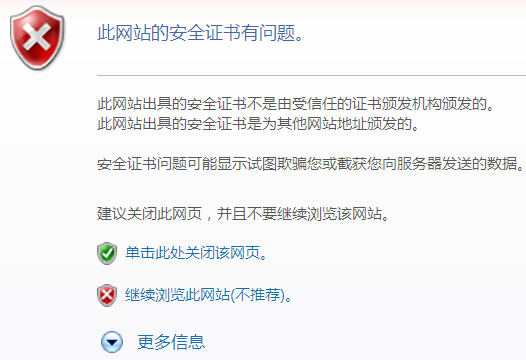 此网站的安全证书有问题。
此网站出具的安全证书不是由受信任的证书颁发机构颁发的。
此网站出具的安全证书是为其他网站地址颁发的。
安全证书问题可能显示试图欺骗您或截获您向服务器发送的数据。
建议关闭此网页，并且不要继续浏览该网站。
单击此处关闭该网页。
继续浏览此网站(不推荐)。
更多信息